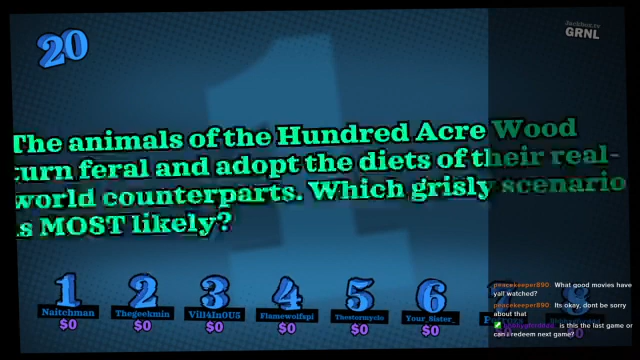 20
Jackbox.tv
GRNL
The animals of the Hundred Acre Wood
turn feral and adopt the diets of their real-
world counterparts. Which grisly scenario
is MOST likely?
1 2 3 4 5 6 8
Naitchman Thegeekmin Vill4In0U5 Flamewolfspi Thestormyolo Your_Sister_
$0 $0 $0 $0 $0 $0
peacekeeper890: What good movies have
yall watched?
peacekeeper890: Its okay, dont be sorry
about that
is this the last game or
can i redeem next game?